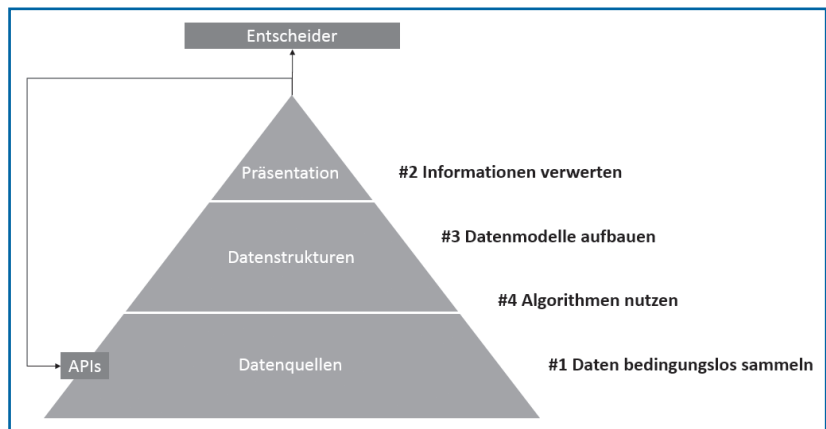 Entscheider
Präsentation
#2 Informationen verwerten
#3 Datenmodelle aufbauen
Datenstrukturen
#4 Algorithmen nutzen
APIs
Datenquellen
#1 Daten bedingungslos sammeln